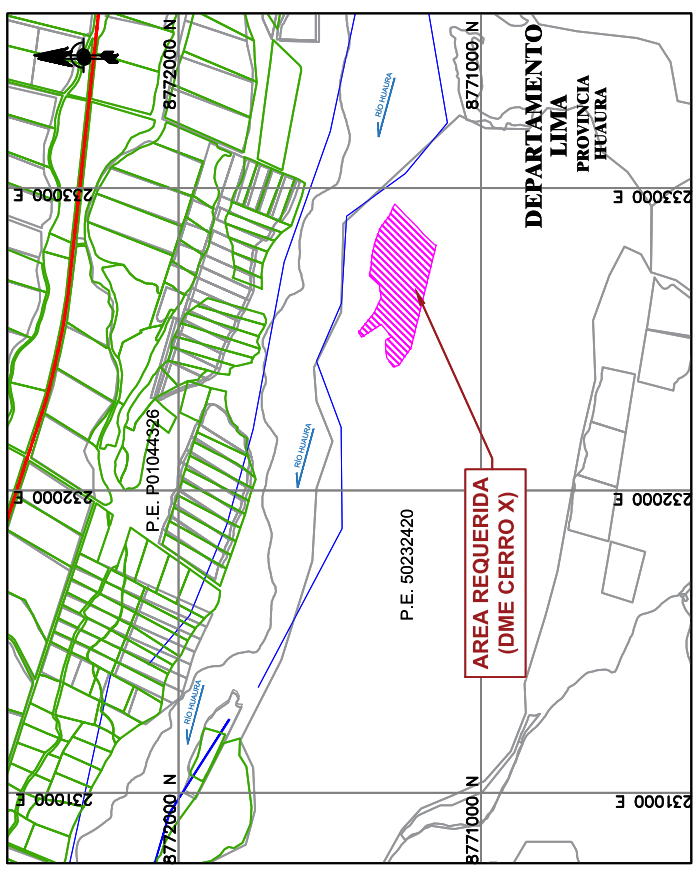 8772000 N
8771000 N
RÍO HUAURA
DEPARTAMENTO
LIMA
PROVINCIA
HUAURA
233000 E
233000 E
P.E. P01044326
RÍO HUAURA
232000 E
232000 E
P.E. 50232420
AREA REQUERIDA
(DME CERRO X)
RÍO HUAURA
231000 E
231000 E
8772000 N
8771000 N